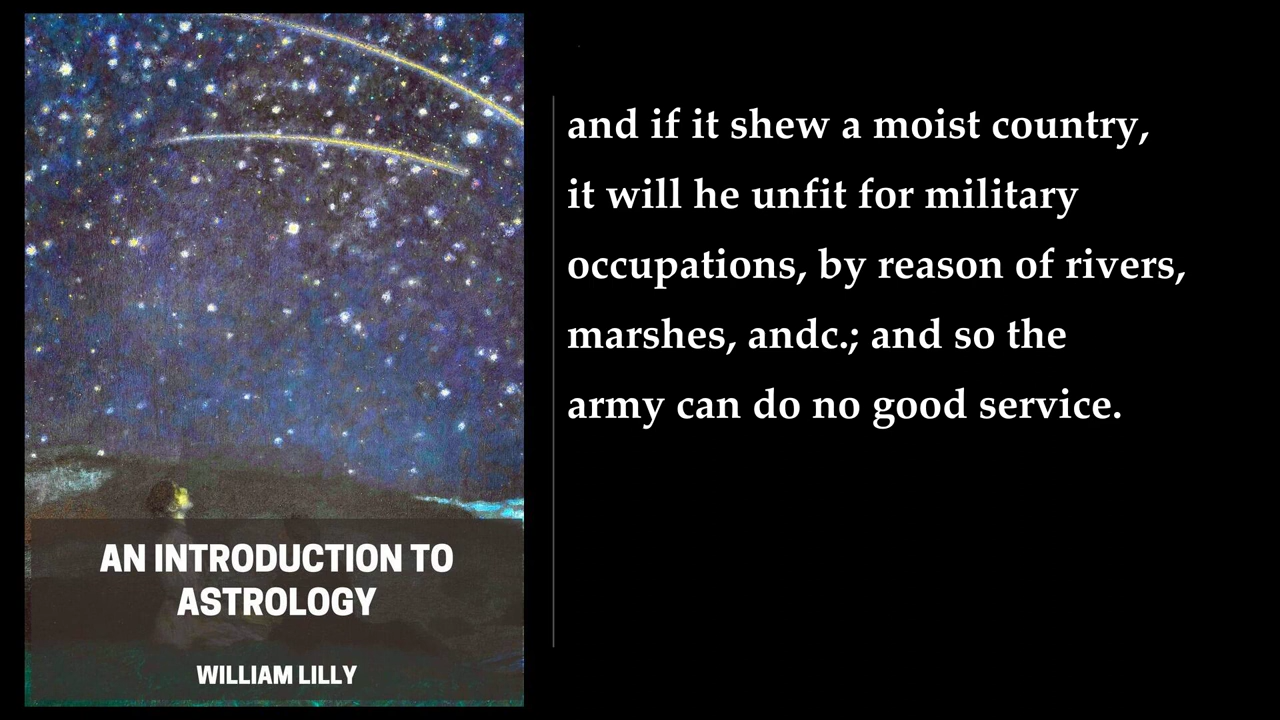 and if it shew a moist country,
it will he unfit for military
occupations, by reason of rivers,
marshes, andc.; and so the
army can do no good service.
AN INTRODUCTION TO
ASTROLOGY
WILLIAM LILLY